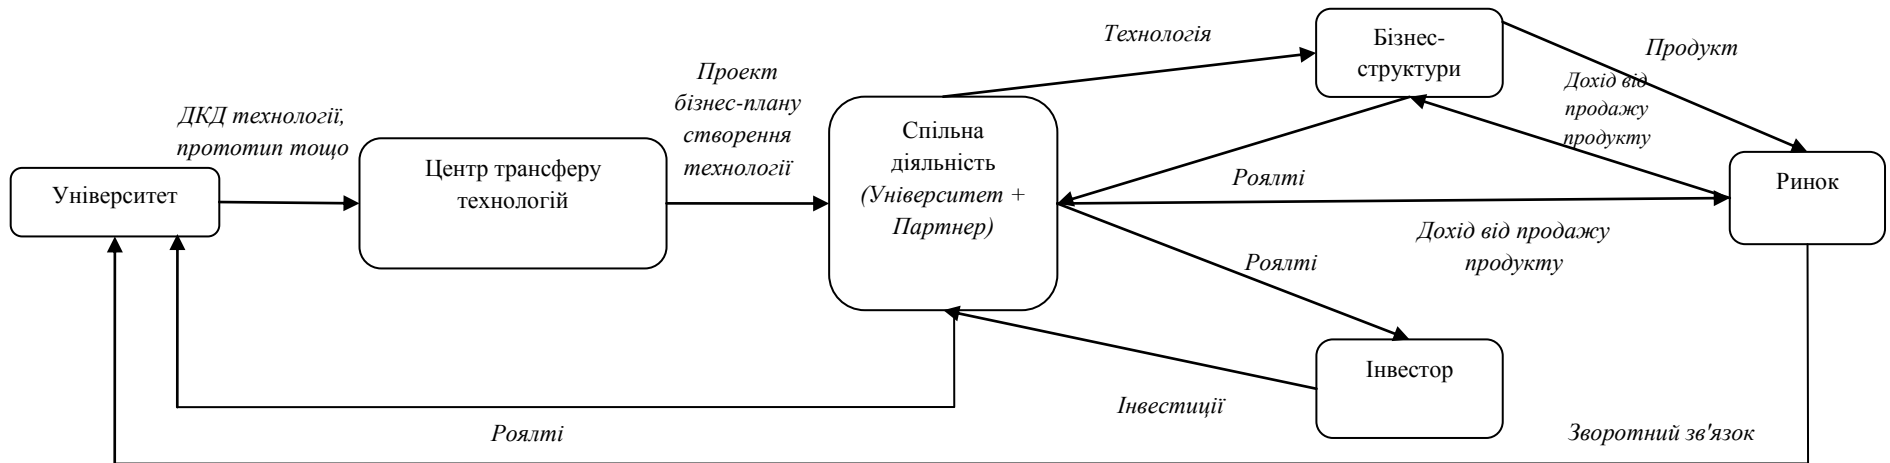 Університет
ДКД технології,
прототип тощо
Центр трансферу
технологій
Проект
бізнес-плану
створення
технології
Спільна
діяльність
(Університет +
Партнер)
Технологія
Бізнес-
структури
Продукт
Дохід від
продажу
продукту
Роялті
Ринок
Дохід від продажу
продукту
Роялті
Інвестор
Інвестиції
Роялті
Зворотний зв'язок